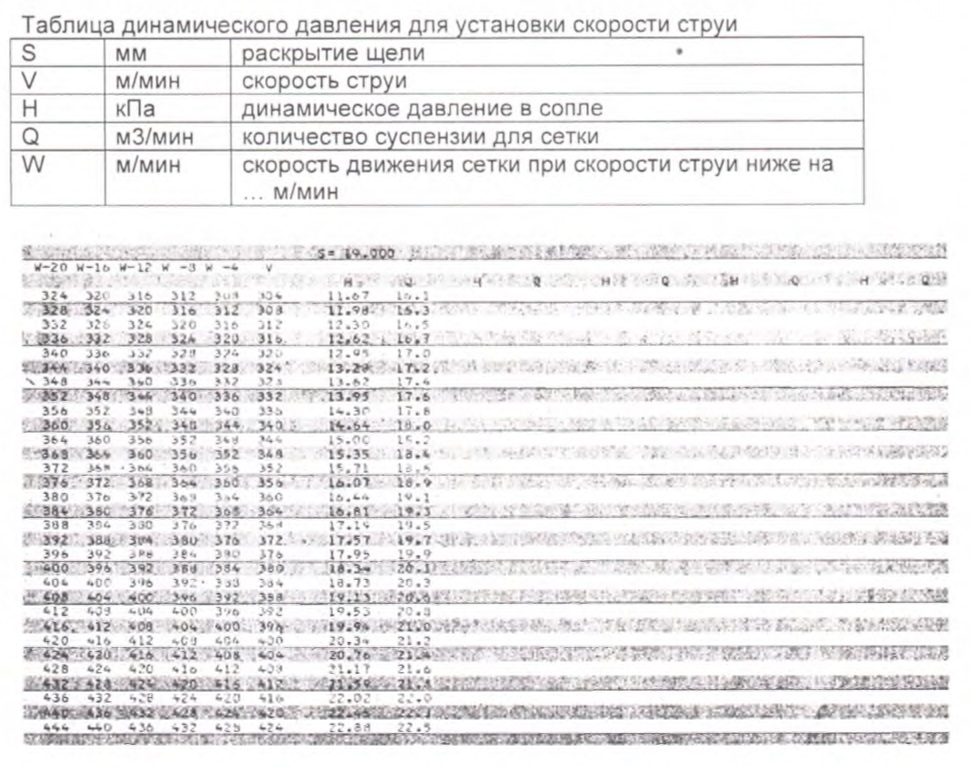 Таблица динамического давления для установки скорости струи
S мм раскрытие щели
V м/мин скорость струи
H кПа динамическое давление в сопле
Q м3/мин количество суспензии для сетки
W м/мин скорость движения сетки при скорости струи ниже на
... м/мин
S= 19.000
W-20 W-16 W-12 W -8 W -4 V
H Q H Q H Q H Q H Q
324 320 316 312 308 304 11.67 16.1
328 324 320 316 312 308 11.98 16.3
332 328 324 320 316 312 12.30 16.5
336 332 328 324 320 316 12.62 16.7
340 336 332 328 324 320 12.95 17.0
344 340 336 332 328 324 13.28 17.2
348 344 340 336 332 328 13.62 17.4
352 348 344 340 336 332 13.95 17.6
356 352 348 344 340 336 14.30 17.8
360 356 352 348 344 340 14.64 18.0
364 360 356 352 348 344 15.00 18.2
368 364 360 356 352 348 15.35 18.4
372 368 364 360 356 352 15.71
376 372 368 364 360 356 16.07 18.9
380 376 372 368 364 360 16.44 19.1
384 380 376 372 368 364 16.81 19.3
388 384 380 376 372 368 17.19 19.5
392 388 384 380 376 372 17.57 19.7
396 392 388 384 380 376 17.95 19.9
400 396 392 388 384 380 18.34 20.1
404 400 396 392 388 384 18.73 20.3
408 404 400 396 392 388 19.13 20.6
412 408 404 400 396 392 19.53 20.8
416 412 408 404 400 396 19.94 21.0
420 416 412 408 404 400 20.34 21.2
424 420 416 412 408 404 20.76 21.4
428 424 420 416 412 408 21.17 21.6
432 428 424 420 416 412 21.59 21.8
436 432 428 424 420 416 22.02 22.0
440 436 432 428 424 420
444 440 436 432 428 424 22.88 22.5